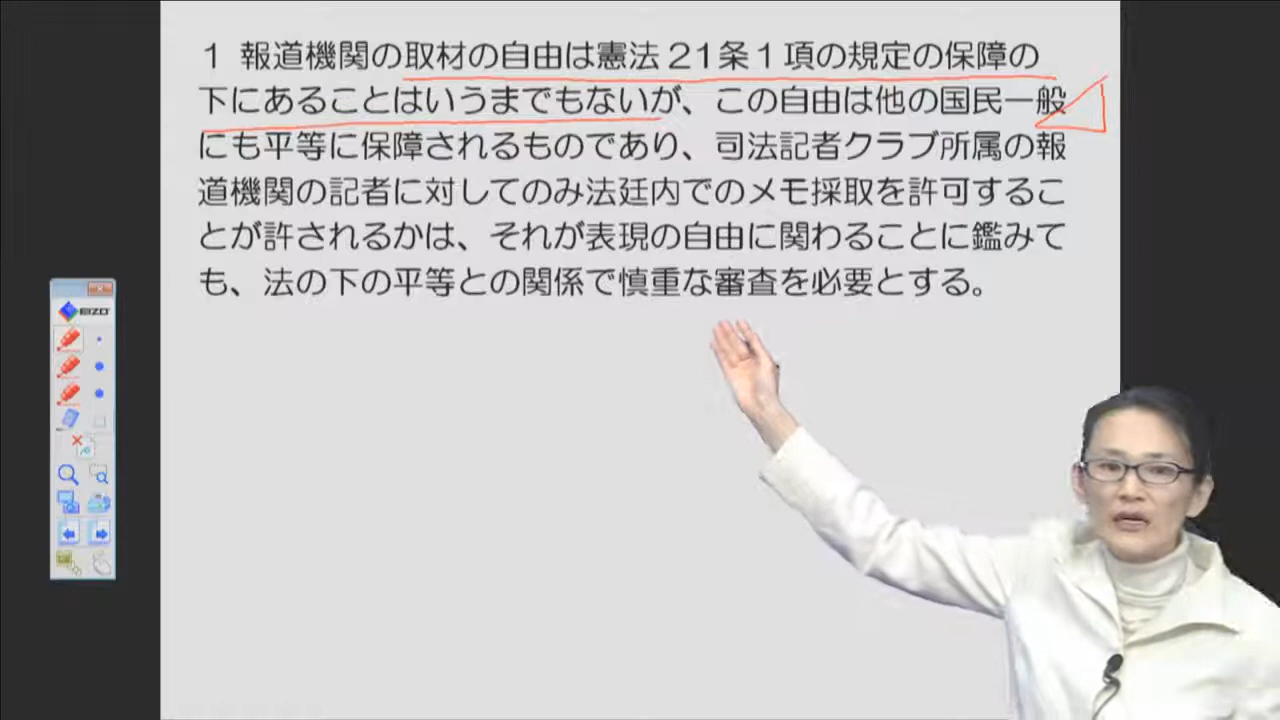 1 報道機関の取材の自由は憲法21条1項の規定の保障の
下にあることはいうまでもないが、この自由は他の国民一般
にも平等に保障されるものであり、司法記者クラブ所属の報
道機関の記者に対してのみ法廷内でのメモ採取を許可するこ
とが許されるかは、それが表現の自由に関わることに鑑みて
も、法の下の平等との関係で慎重な審査を必要とする。
EIZO